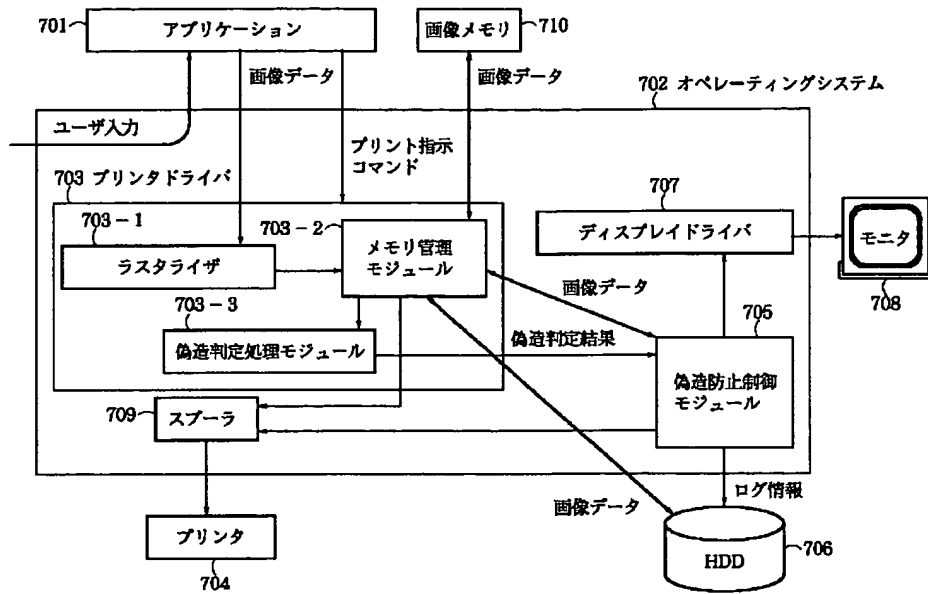 701
アプリケーション
画像メモリ
710
画像データ
画像データ
702 オペレーティングシステム
ユーザ入力
プリント指示
コマンド
703 プリンタドライバ
703-1
703-2
707
ラスタライザ
メモリ管理
モジュール
ディスプレイドライバ
モニタ
708
703-3
画像データ
705
偽造判定処理モジュール
偽造判定結果
偽造防止制御
モジュール
709
スプーラ
ログ情報
画像データ
プリンタ
704
HDD
706